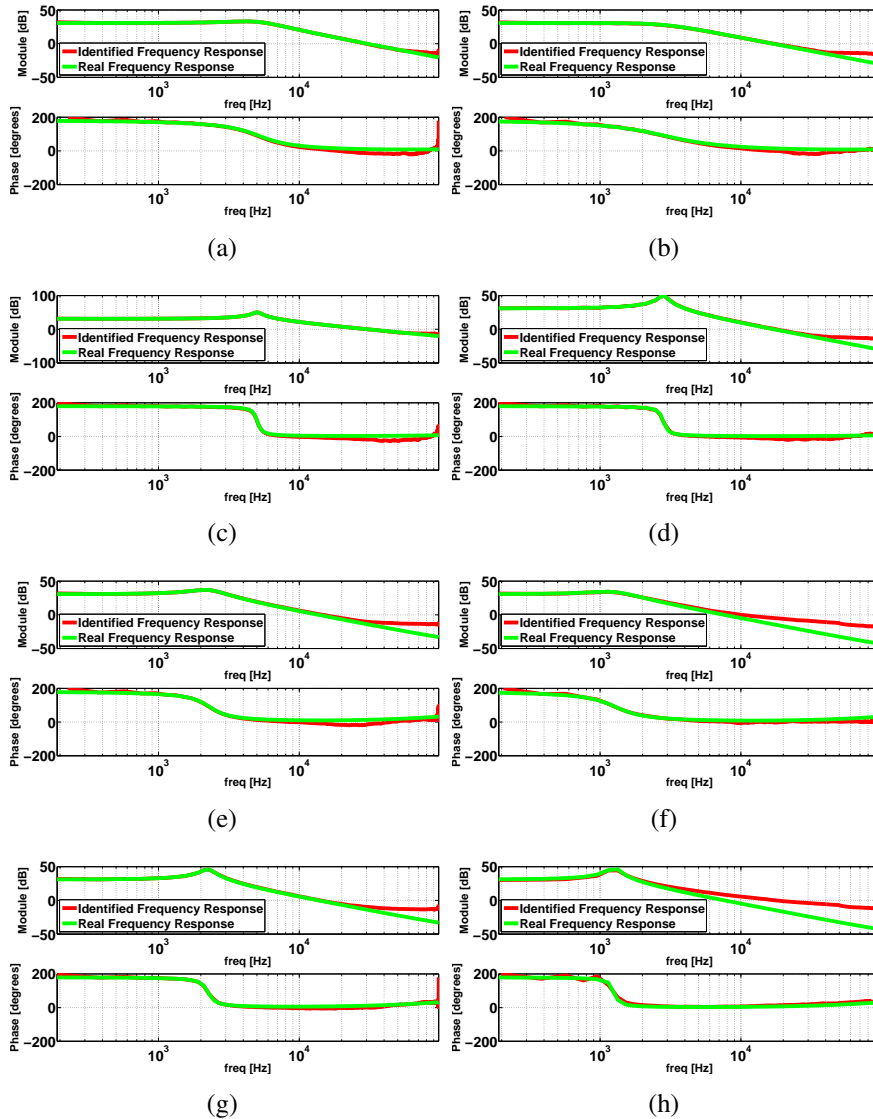 50
0
−50
Module [dB]
Identified Frequency Response
Real Frequency Response
10³ 10⁴
freq [Hz]
200
0
−200
Phase [degrees]
10³ 10⁴
freq [Hz]
(a)
50
0
−50
Module [dB]
Identified Frequency Response
Real Frequency Response
10³ 10⁴
freq [Hz]
200
0
−200
Phase [degrees]
10³ 10⁴
freq [Hz]
(b)
100
0
−100
Module [dB]
Identified Frequency Response
Real Frequency Response
10³ 10⁴
freq [Hz]
200
0
−200
Phase [degrees]
10³ 10⁴
freq [Hz]
(c)
50
0
−50
Module [dB]
Identified Frequency Response
Real Frequency Response
10³ 10⁴
freq [Hz]
200
0
−200
Phase [degrees]
10³ 10⁴
freq [Hz]
(d)
50
0
−50
Module [dB]
Identified Frequency Response
Real Frequency Response
10³ 10⁴
freq [Hz]
200
0
−200
Phase [degrees]
10³ 10⁴
freq [Hz]
(e)
50
0
−50
Module [dB]
Identified Frequency Response
Real Frequency Response
10³ 10⁴
freq [Hz]
200
0
−200
Phase [degrees]
10³ 10⁴
freq [Hz]
(f)
50
0
−50
Module [dB]
Identified Frequency Response
Real Frequency Response
10³ 10⁴
freq [Hz]
200
0
−200
Phase [degrees]
10³ 10⁴
freq [Hz]
(g)
50
0
−50
Module [dB]
Identified Frequency Response
Real Frequency Response
10³ 10⁴
freq [Hz]
200
0
−200
Phase [degrees]
10³ 10⁴
freq [Hz]
(h)